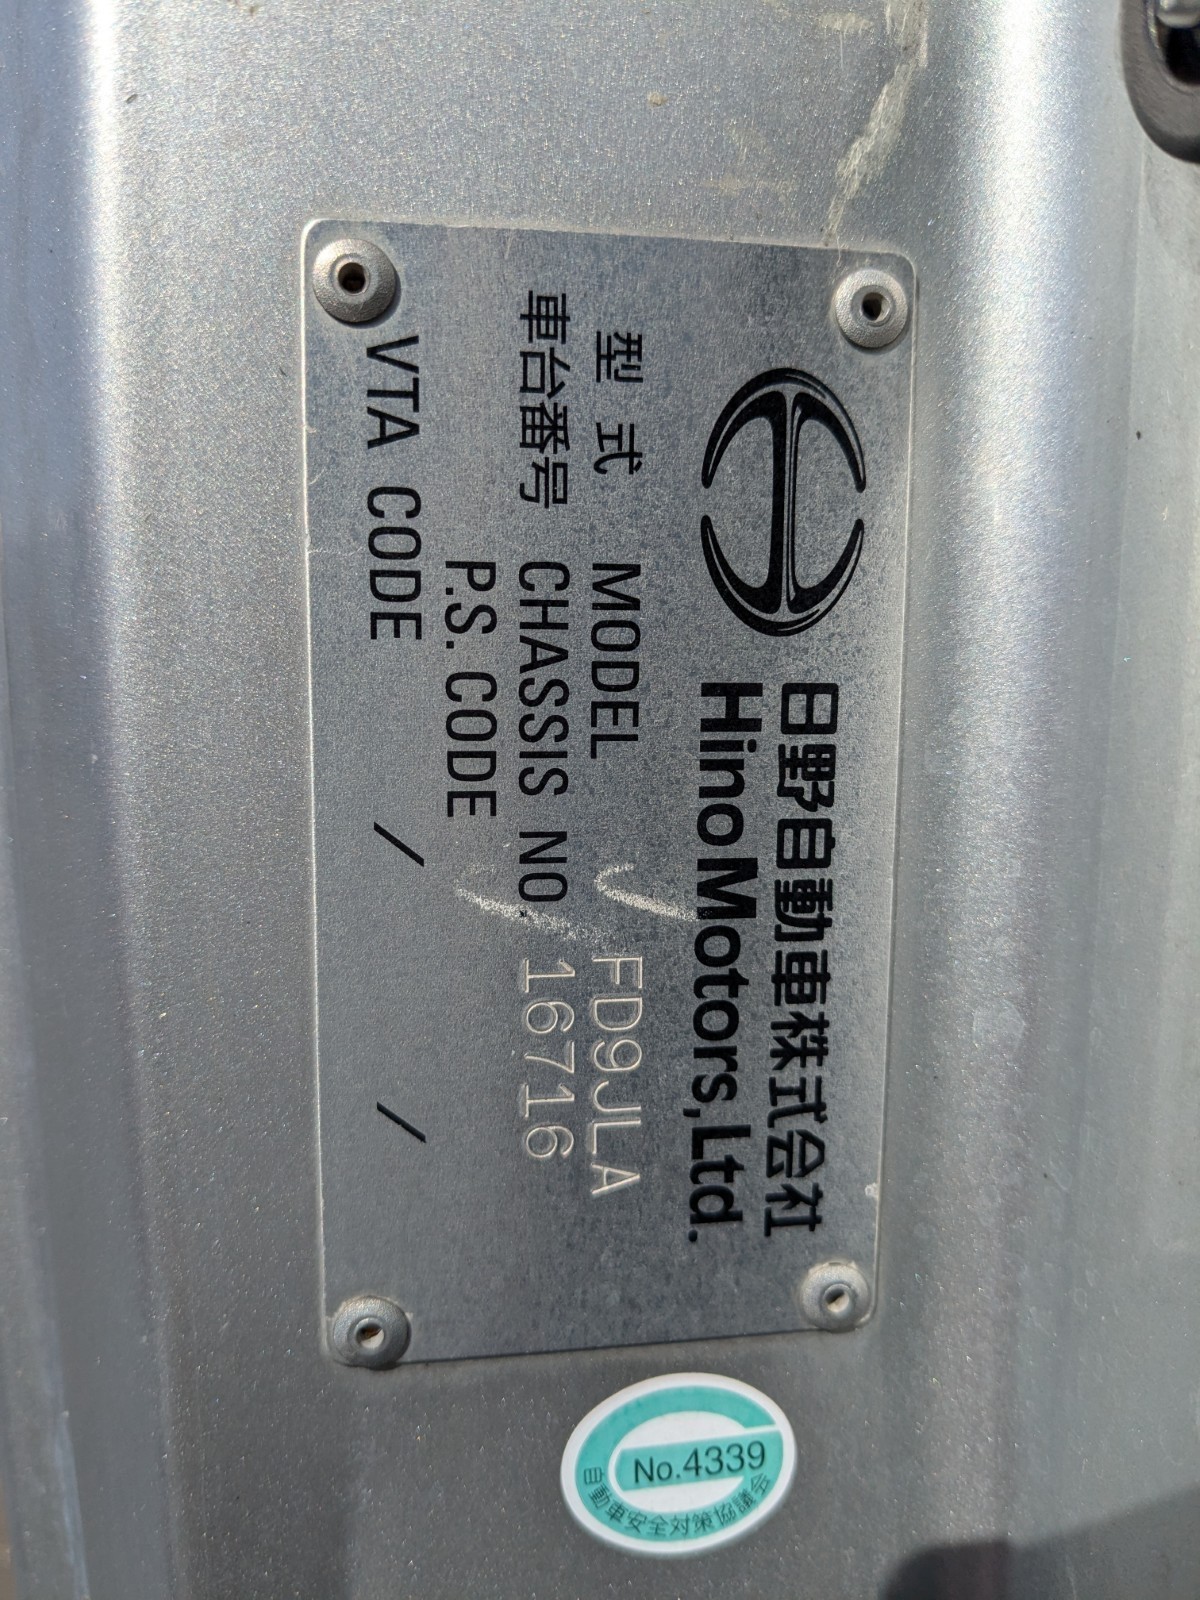 日野自動車株式会社
Hino Motors, Ltd.
型式 MODEL FD9JLA
車台番号 CHASSIS NO. 16716
P.S. CODE
VTA CODE / /
No.4339
自動車安全対策協議会